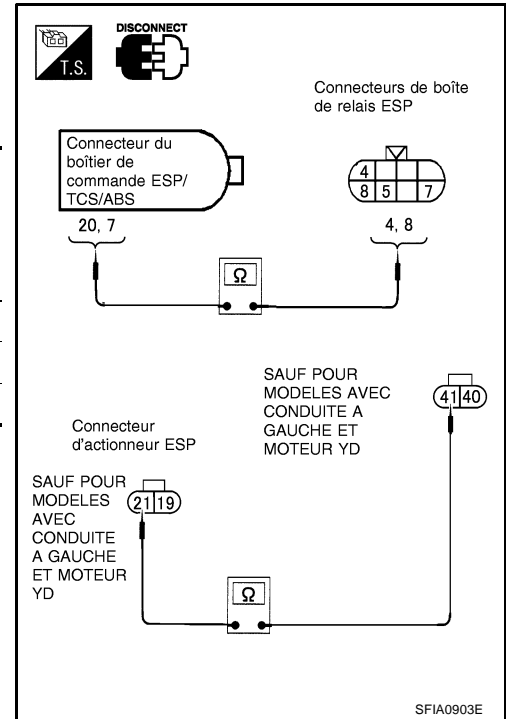 T.S.
DISCONNECT
Connecteurs de boîte
de relais ESP
Connecteur du
boîtier de
commande ESP/
TCS/ABS
4
8 5 7
20, 7
4, 8
Ω
SAUF POUR
MODELES AVEC
CONDUITE A
GAUCHE ET
MOTEUR YD
41 40
Connecteur
d'actionneur ESP
SAUF POUR
MODELES
AVEC
CONDUITE
A GAUCHE
ET MOTEUR
YD
21 19
Ω
SFIA0903E